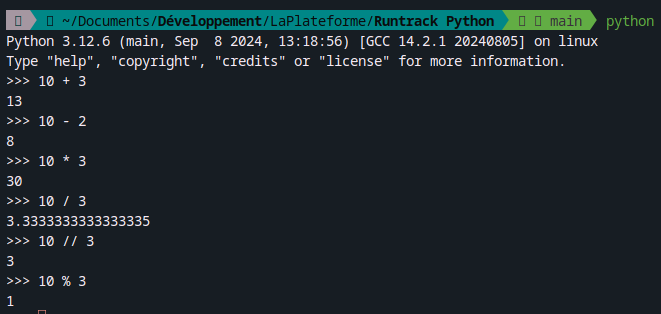 ~/Documents/Développement/LaPlateforme/Runtrack Python main python
Python 3.12.6 (main, Sep  8 2024, 13:18:56) [GCC 14.2.1 20240805] on linux
Type "help", "copyright", "credits" or "license" for more information.
>>> 10 + 3
13
>>> 10 - 2
8
>>> 10 * 3
30
>>> 10 / 3
3.3333333333333335
>>> 10 // 3
3
>>> 10 % 3
1